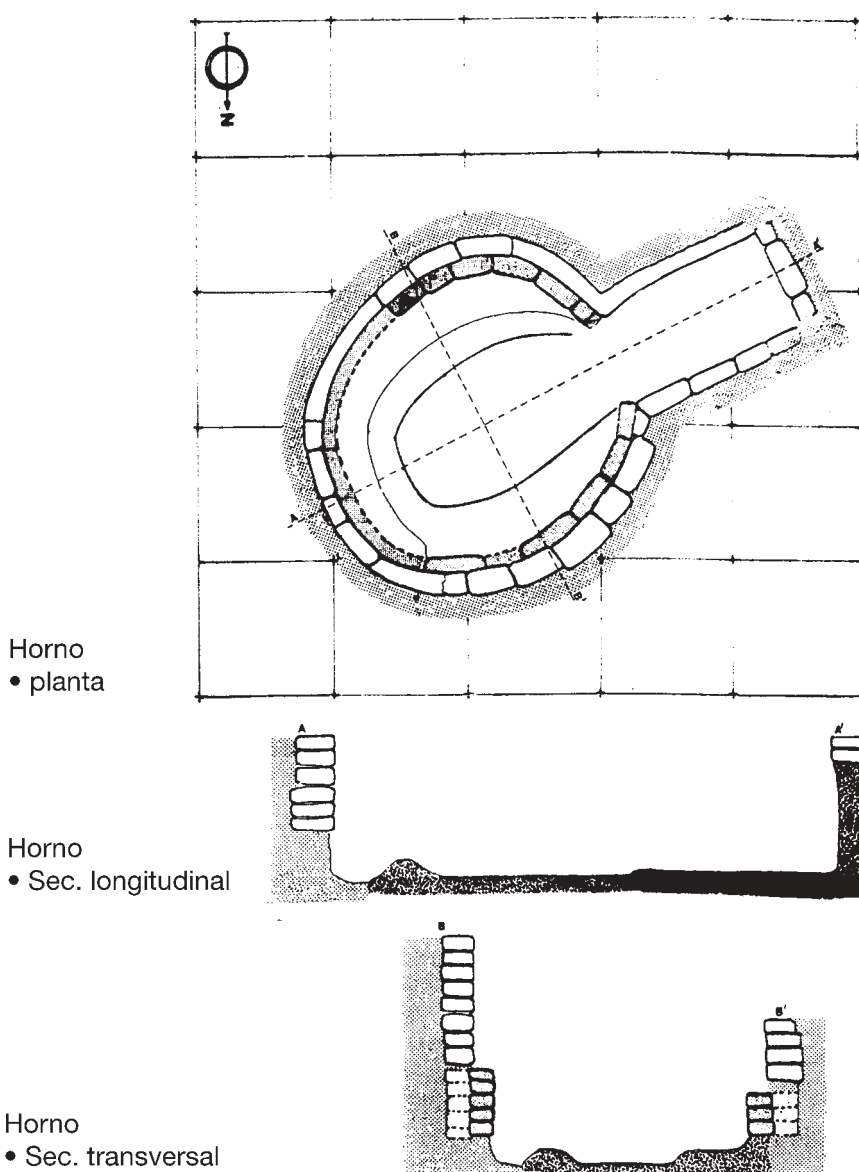 N
B
A'
A
B'
Horno
• planta
A
A'
Horno
• Sec. longitudinal
B
B'
Horno
• Sec. transversal